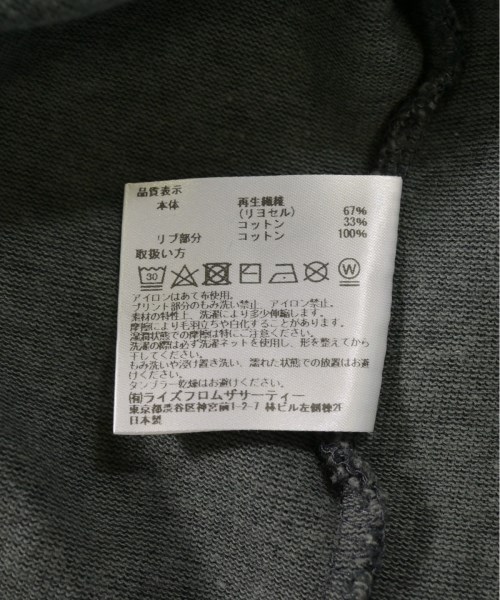 品質表示
本体 再生繊維
(リヨセル) 67%
コットン 33%
リブ部分 コットン 100%
取扱い方
30 W
アイロンはあて布使用。
プリント部分のもみ洗い禁止、アイロン禁止。
素材の特性上、洗濯により多少伸縮します。
摩擦により毛羽立ちや白化することがあります。
湿潤状態での摩擦は特にご注意ください。
洗濯の際は必ず洗濯ネットを使用し、形を整えてから
干してください。
もみ洗いや浸け置き洗い、濡れた状態での放置はお避
けください。
タンブラー乾燥はお避けください。
(有)ライズフロムザサーティー
東京都渋谷区神宮前1-2-7 林ビル左側棟2F
日本製